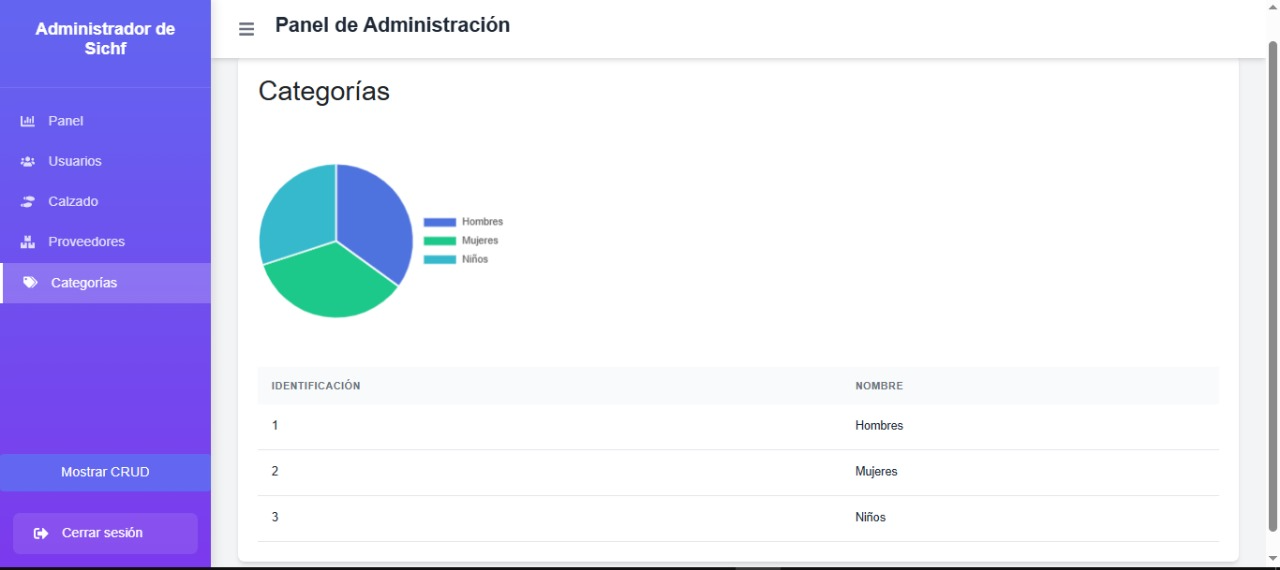 Administrador de
Sichf
Panel
Usuarios
Calzado
Proveedores
Categorías
Mostrar CRUD
Cerrar sesión
Panel de Administración
Categorías
Hombres
Mujeres
Niños
IDENTIFICACIÓN NOMBRE
1 Hombres
2 Mujeres
3 Niños